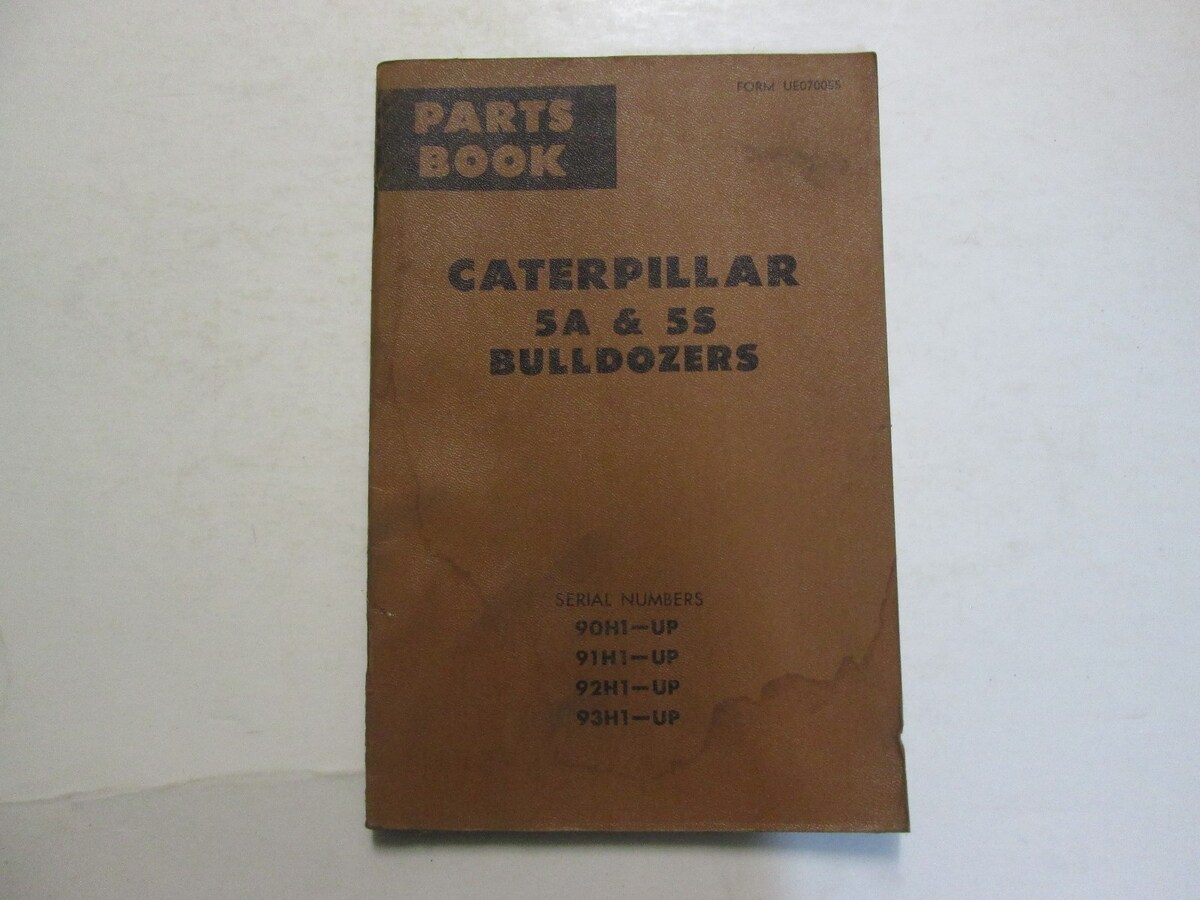 PARTS
BOOK
FORM UE070055
CATERPILLAR
5A & 5S
BULLDOZERS
SERIAL NUMBERS
90H1—UP
91H1—UP
92H1—UP
93H1—UP